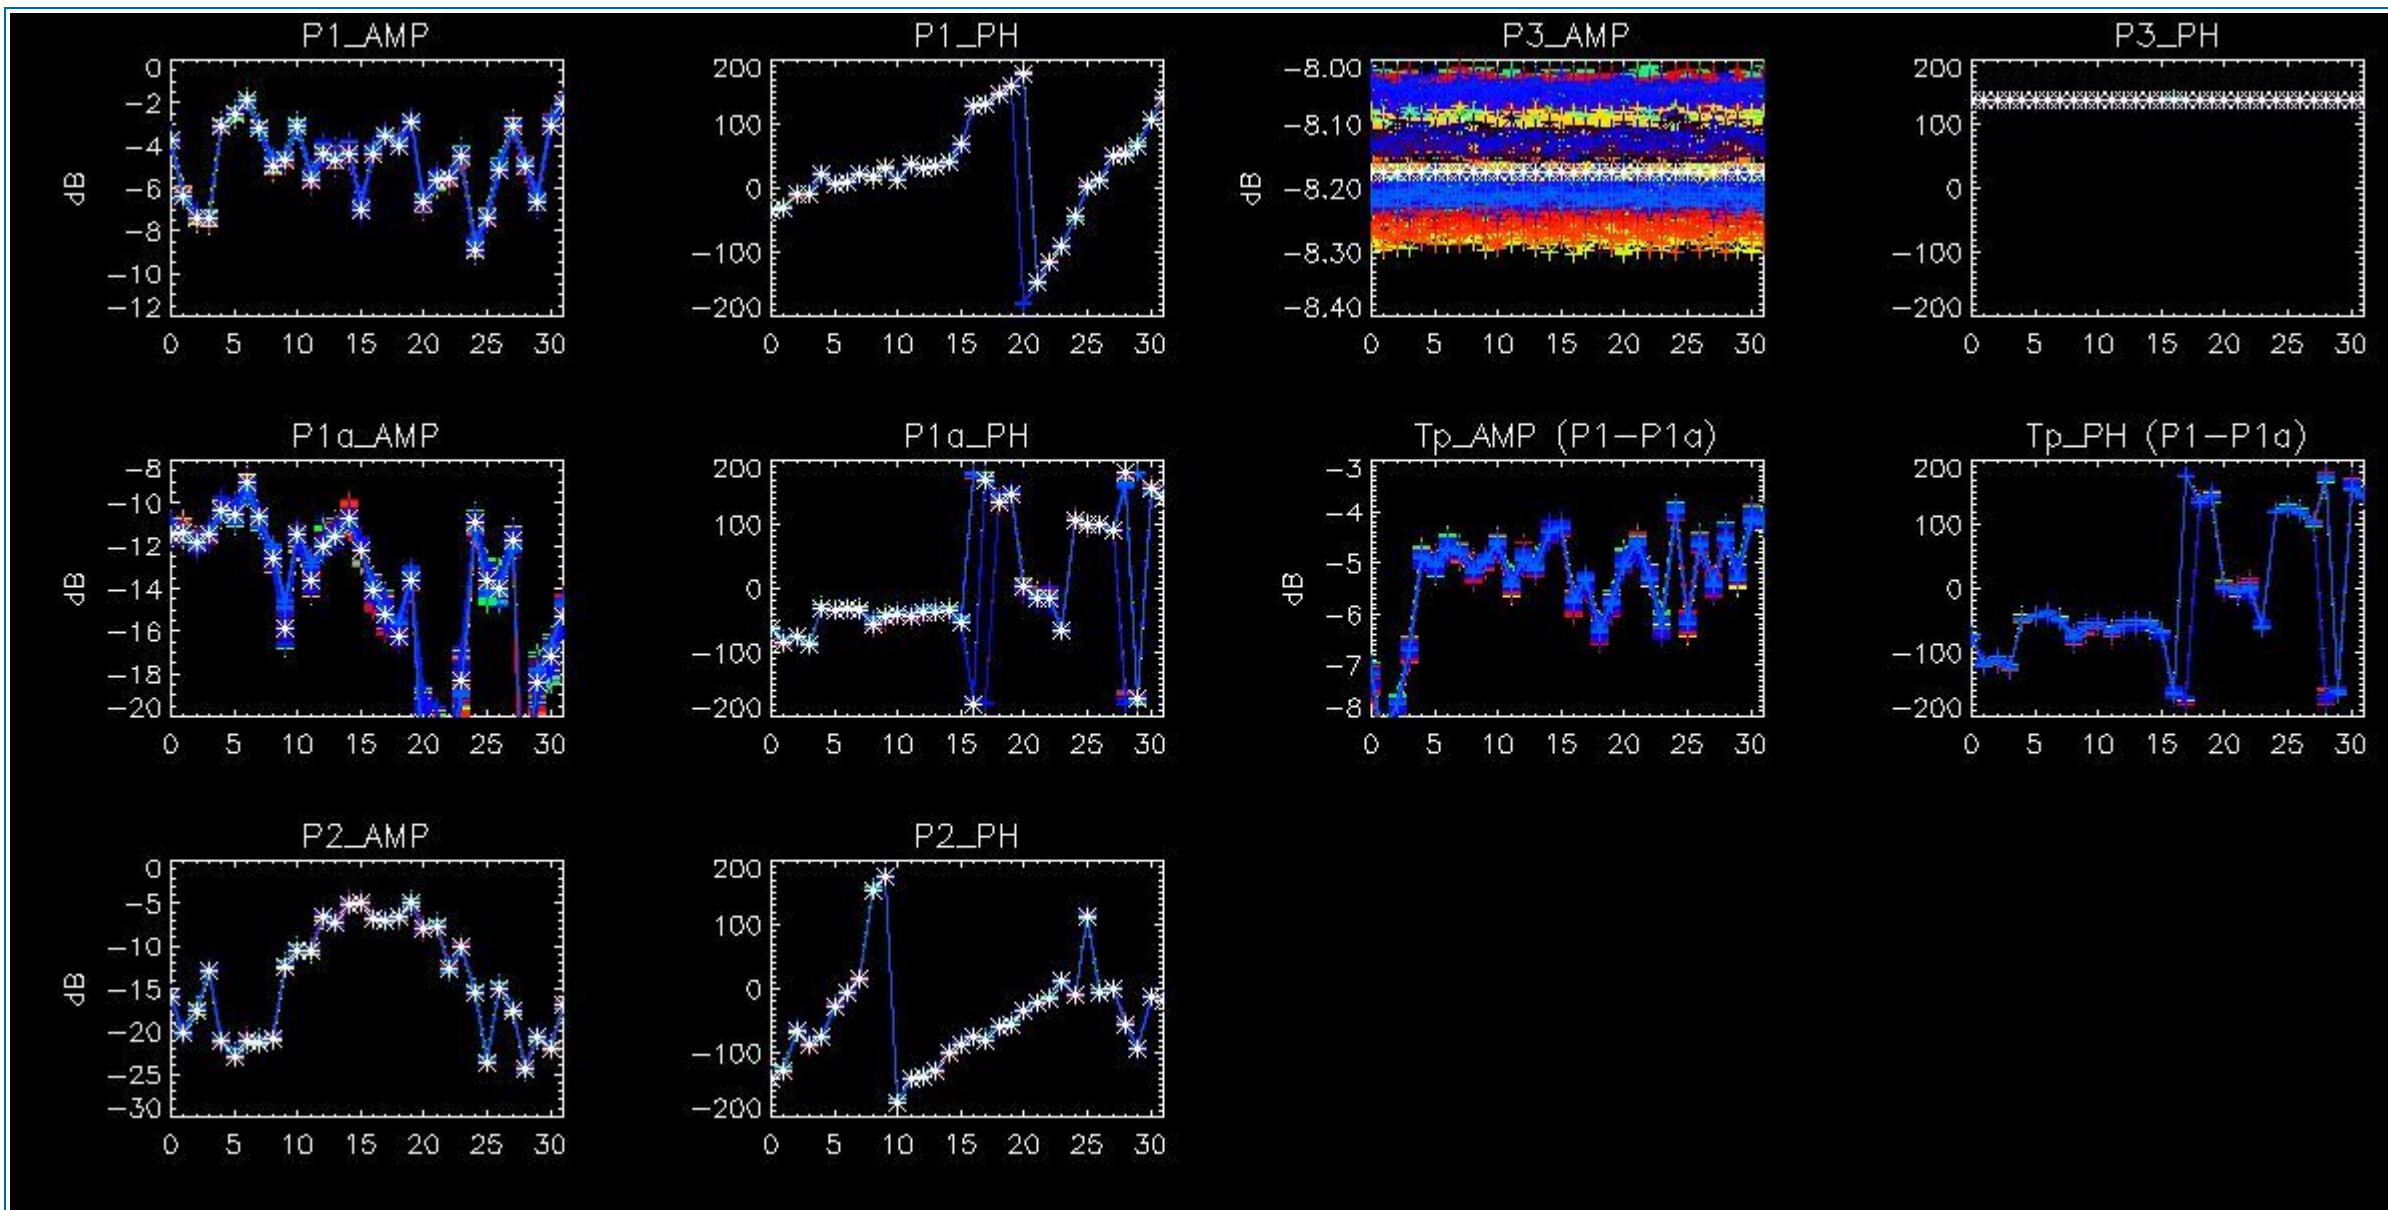 P1_AMP
0
−2
−4
−6
−8
−10
−12
dB
0 5 10 15 20 25 30
P1_PH
200
100
0
−100
−200
0 5 10 15 20 25 30
P3_AMP
−8.00
−8.10
−8.20
−8.30
−8.40
dB
0 5 10 15 20 25 30
P3_PH
200
100
0
−100
−200
0 5 10 15 20 25 30
P1a_AMP
−8
−10
−12
−14
−16
−18
−20
dB
0 5 10 15 20 25 30
P1a_PH
200
100
0
−100
−200
0 5 10 15 20 25 30
Tp_AMP (P1−P1a)
−3
−4
−5
−6
−7
−8
dB
0 5 10 15 20 25 30
Tp_PH (P1−P1a)
200
100
0
−100
−200
0 5 10 15 20 25 30
P2_AMP
0
−5
−10
−15
−20
−25
−30
dB
0 5 10 15 20 25 30
P2_PH
200
100
0
−100
−200
0 5 10 15 20 25 30